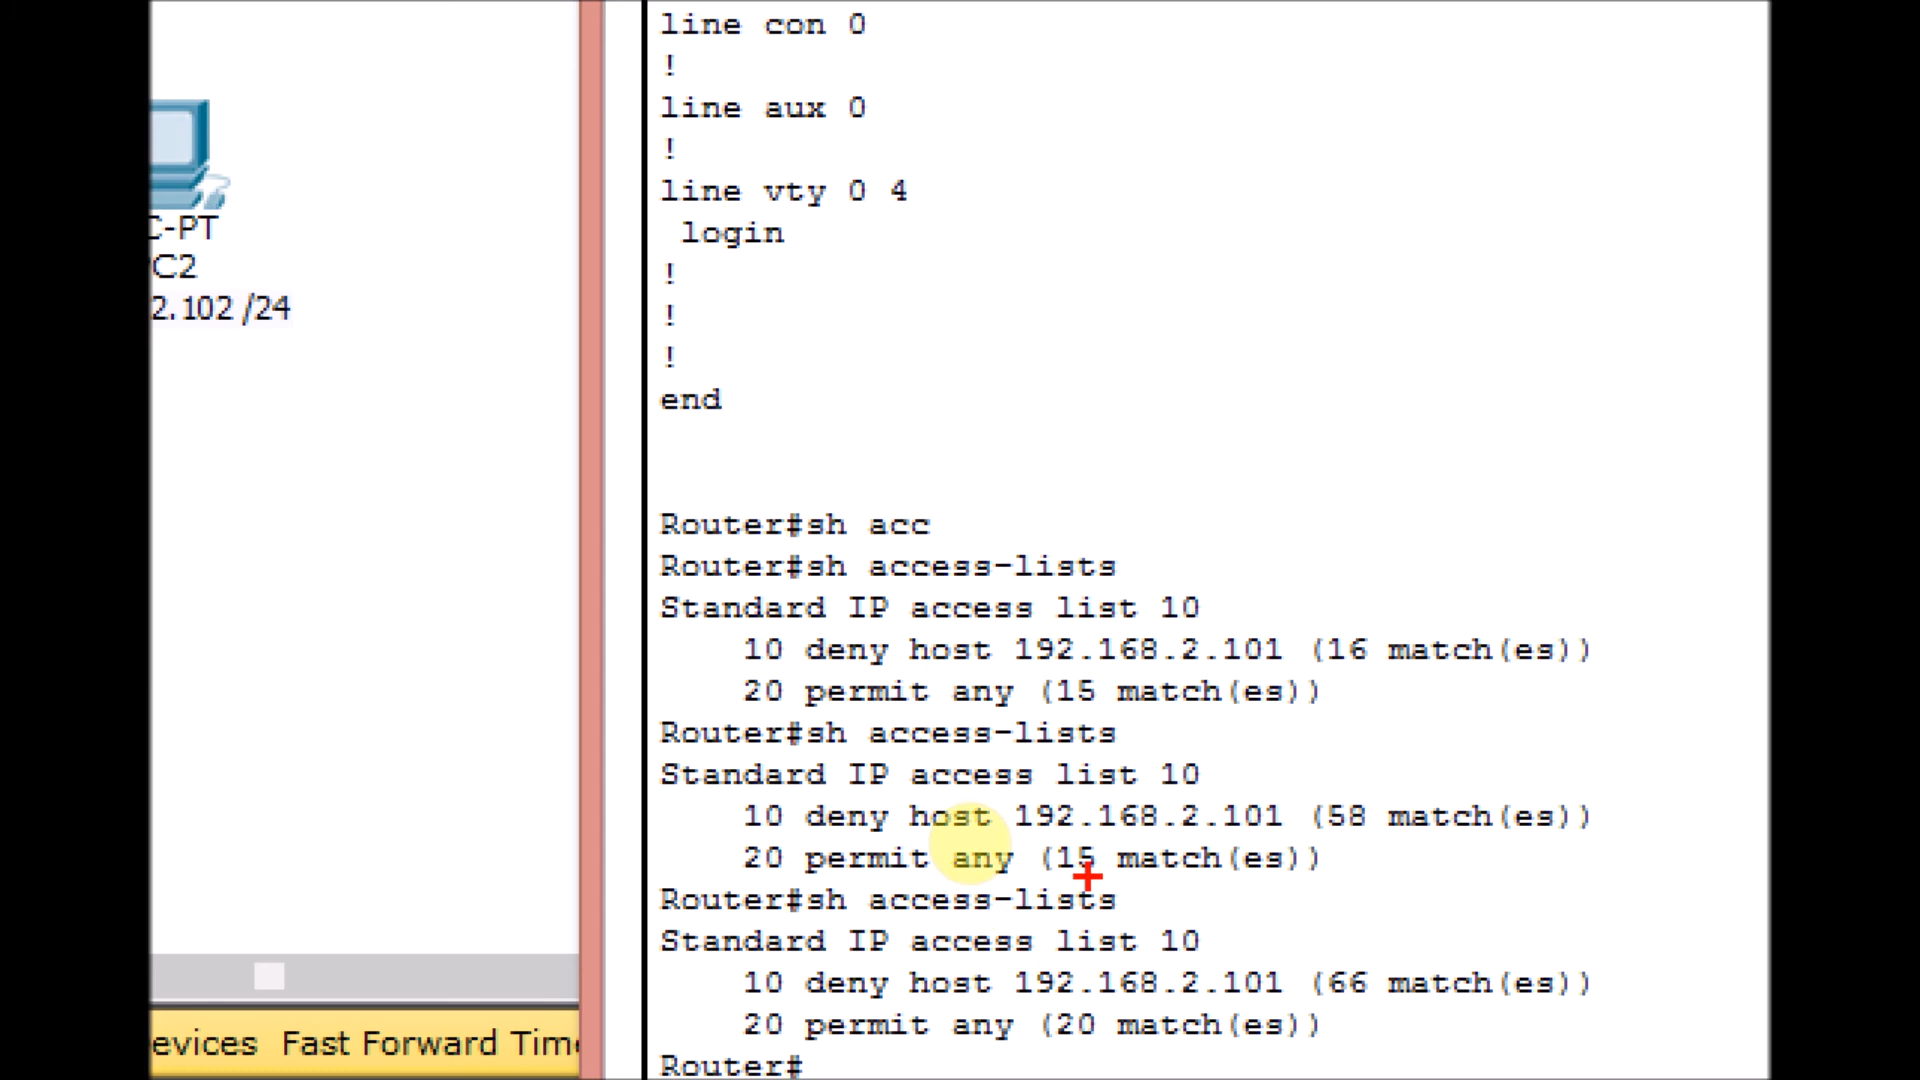 line con 0
!
line aux 0
!
line vty 0 4
login
!
!
!
end
Router#sh acc
Router#sh access-lists
Standard IP access list 10
10 deny host 192.168.2.101 (16 match(es))
20 permit any (15 match(es))
Router#sh access-lists
Standard IP access list 10
10 deny host 192.168.2.101 (58 match(es))
20 permit any (15 match(es))
Router#sh access-lists
Standard IP access list 10
10 deny host 192.168.2.101 (66 match(es))
20 permit any (20 match(es))
Router#
C-PT
C2
2.102 /24
evices Fast Forward Time